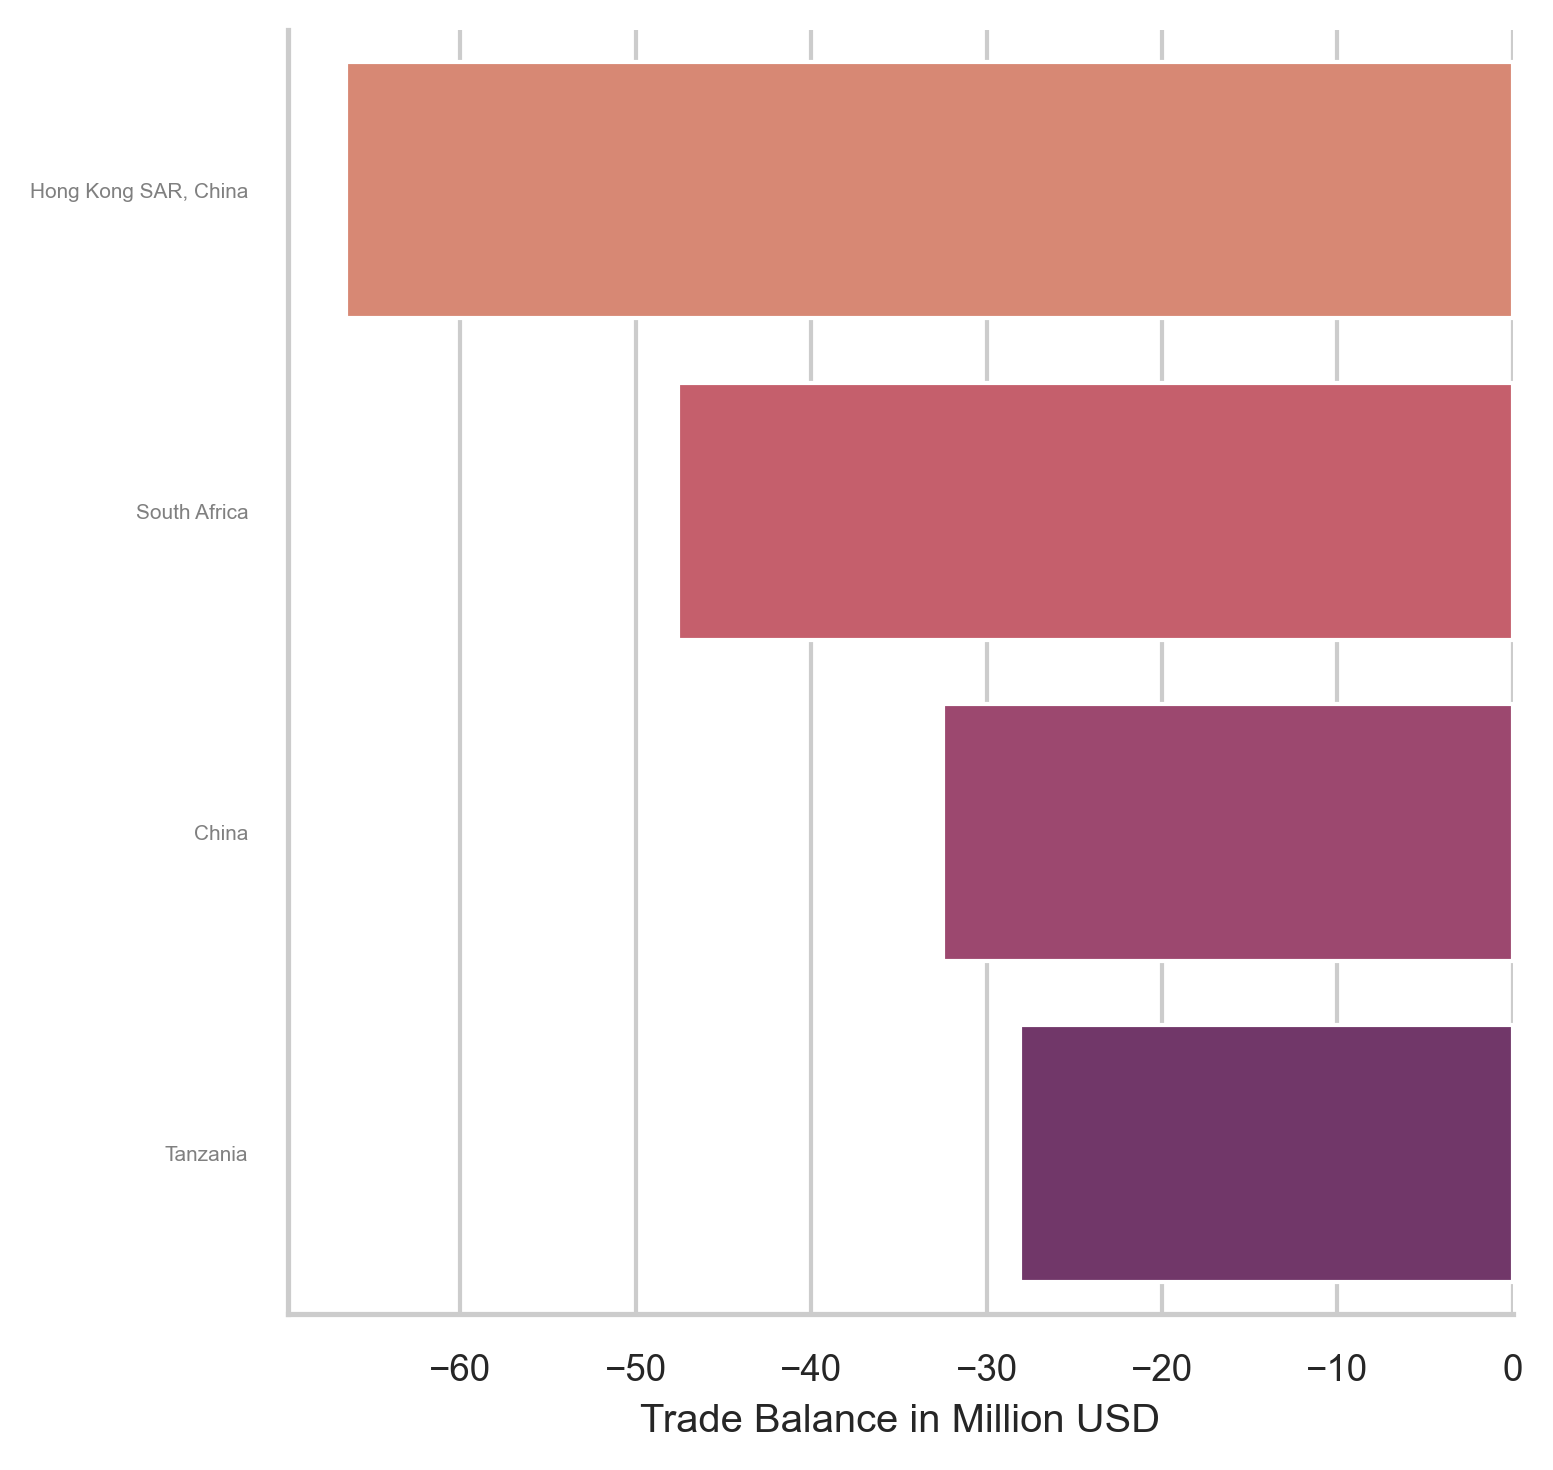 Hong Kong SAR, China
South Africa
China
Tanzania
−60 −50 −40 −30 −20 −10 0
Trade Balance in Million USD